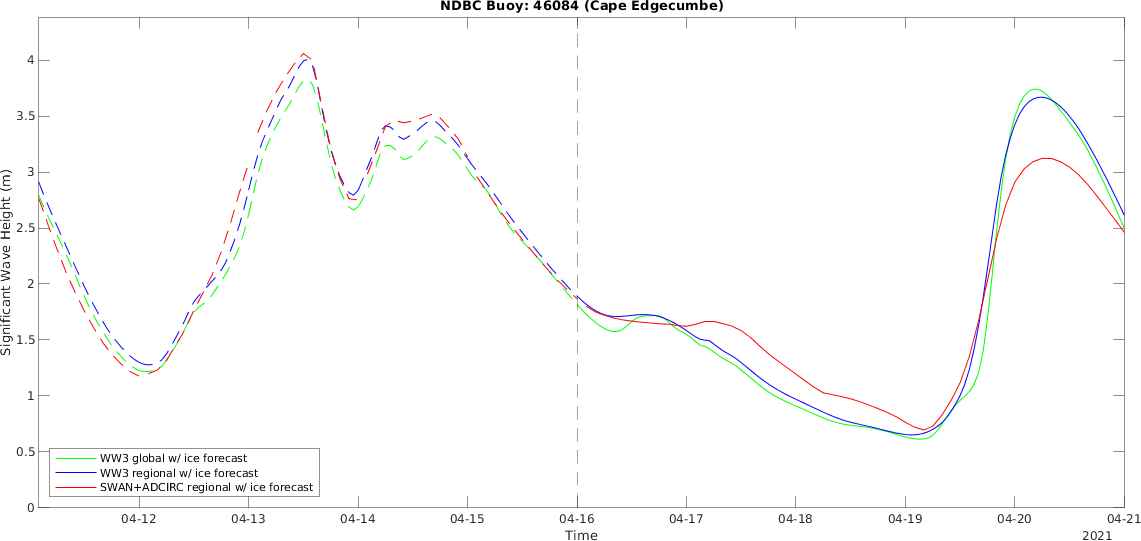 NDBC Buoy: 46084 (Cape Edgecumbe)
Significant Wave Height (m)
4
3.5
3
2.5
2
1.5
1
0.5
0
WW3 global w/ ice forecast
WW3 regional w/ ice forecast
SWAN+ADCIRC regional w/ ice forecast
04-12 04-13 04-14 04-15 04-16 04-17 04-18 04-19 04-20 04-21
Time
2021